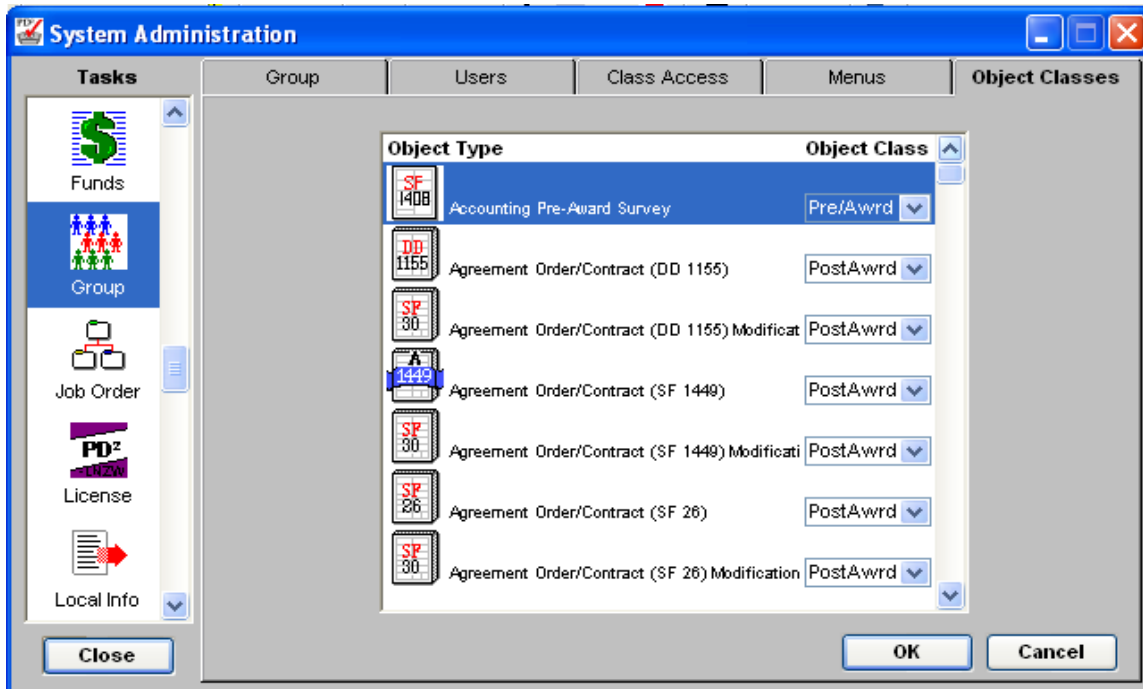 System Administration
Tasks
Group Users Class Access Menus Object Classes
Funds
Group
Job Order
PD²
License
Local Info
Close
Object Type Object Class
SF
1408
Accounting Pre-Award Survey Pre/Awrd
DD
1155
Agreement Order/Contract (DD 1155) PostAwrd
SF
30
Agreement Order/Contract (DD 1155) Modificat PostAwrd
A
1449
Agreement Order/Contract (SF 1449) PostAwrd
SF
30
Agreement Order/Contract (SF 1449) Modificati PostAwrd
SF
26
Agreement Order/Contract (SF 26) PostAwrd
SF
30
Agreement Order/Contract (SF 26) Modification PostAwrd
OK Cancel